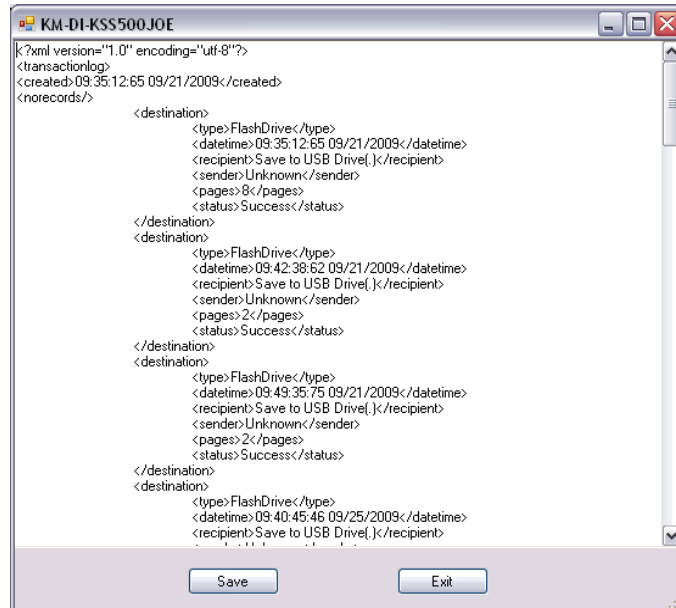 KM-DI-KSS500JOE
<?xml version="1.0" encoding="utf-8"?>
<transactionlog>
<created>09:35:12:65 09/21/2009</created>
<norecords/>
<destination>
<type>FlashDrive</type>
<datetime>09:35:12:65 09/21/2009</datetime>
<recipient>Save to USB Drive(.)</recipient>
<sender>Unknown</sender>
<pages>8</pages>
<status>Success</status>
</destination>
<destination>
<type>FlashDrive</type>
<datetime>09:42:38:62 09/21/2009</datetime>
<recipient>Save to USB Drive(.)</recipient>
<sender>Unknown</sender>
<pages>2</pages>
<status>Success</status>
</destination>
<destination>
<type>FlashDrive</type>
<datetime>09:49:35:75 09/21/2009</datetime>
<recipient>Save to USB Drive(.)</recipient>
<sender>Unknown</sender>
<pages>2</pages>
<status>Success</status>
</destination>
<destination>
<type>FlashDrive</type>
<datetime>09:40:45:46 09/25/2009</datetime>
<recipient>Save to USB Drive(.)</recipient>
Save
Exit